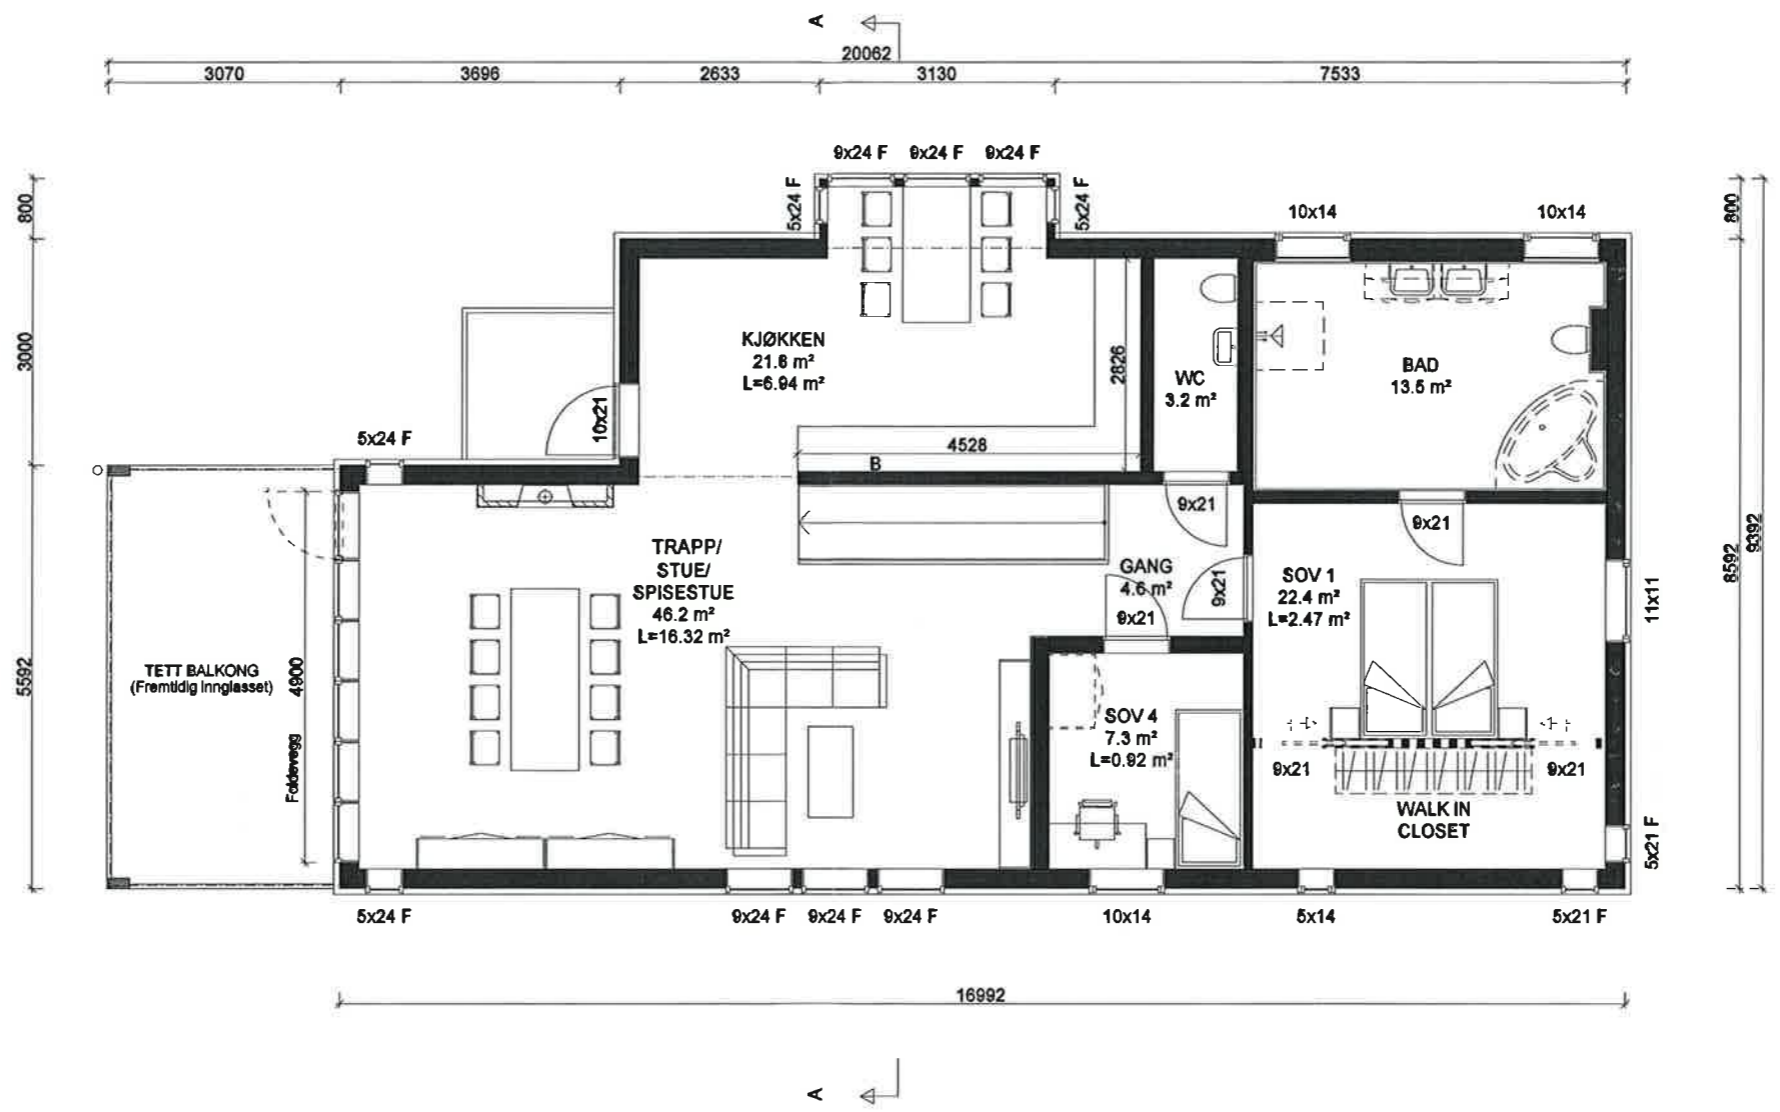 A
20062
3070
3696
2633
3130
7533
9x24 F
9x24 F
9x24 F
5x24 F
5x24 F
10x14
10x14
800
800
3000
KJØKKEN
21.8 m²
L=6.94 m²
2826
WC
3.2 m²
BAD
13.5 m²
10x21
5x24 F
4528
B
9x21
9x21
8592
9392
TRAPP/
STUE/
SPISESTUE
46.2 m²
L=16.32 m²
GANG
4.6 m²
9x21
9x21
SOV 1
22.4 m²
L=2.47 m²
11x11
5592
TETT BALKONG
(Fremtidig innglasset)
4900
Foldevegg
SOV 4
7.3 m²
L=0.92 m²
9x21
9x21
WALK IN
CLOSET
5x21 F
5x24 F
9x24 F
9x24 F
9x24 F
10x14
5x14
5x21 F
16992
A